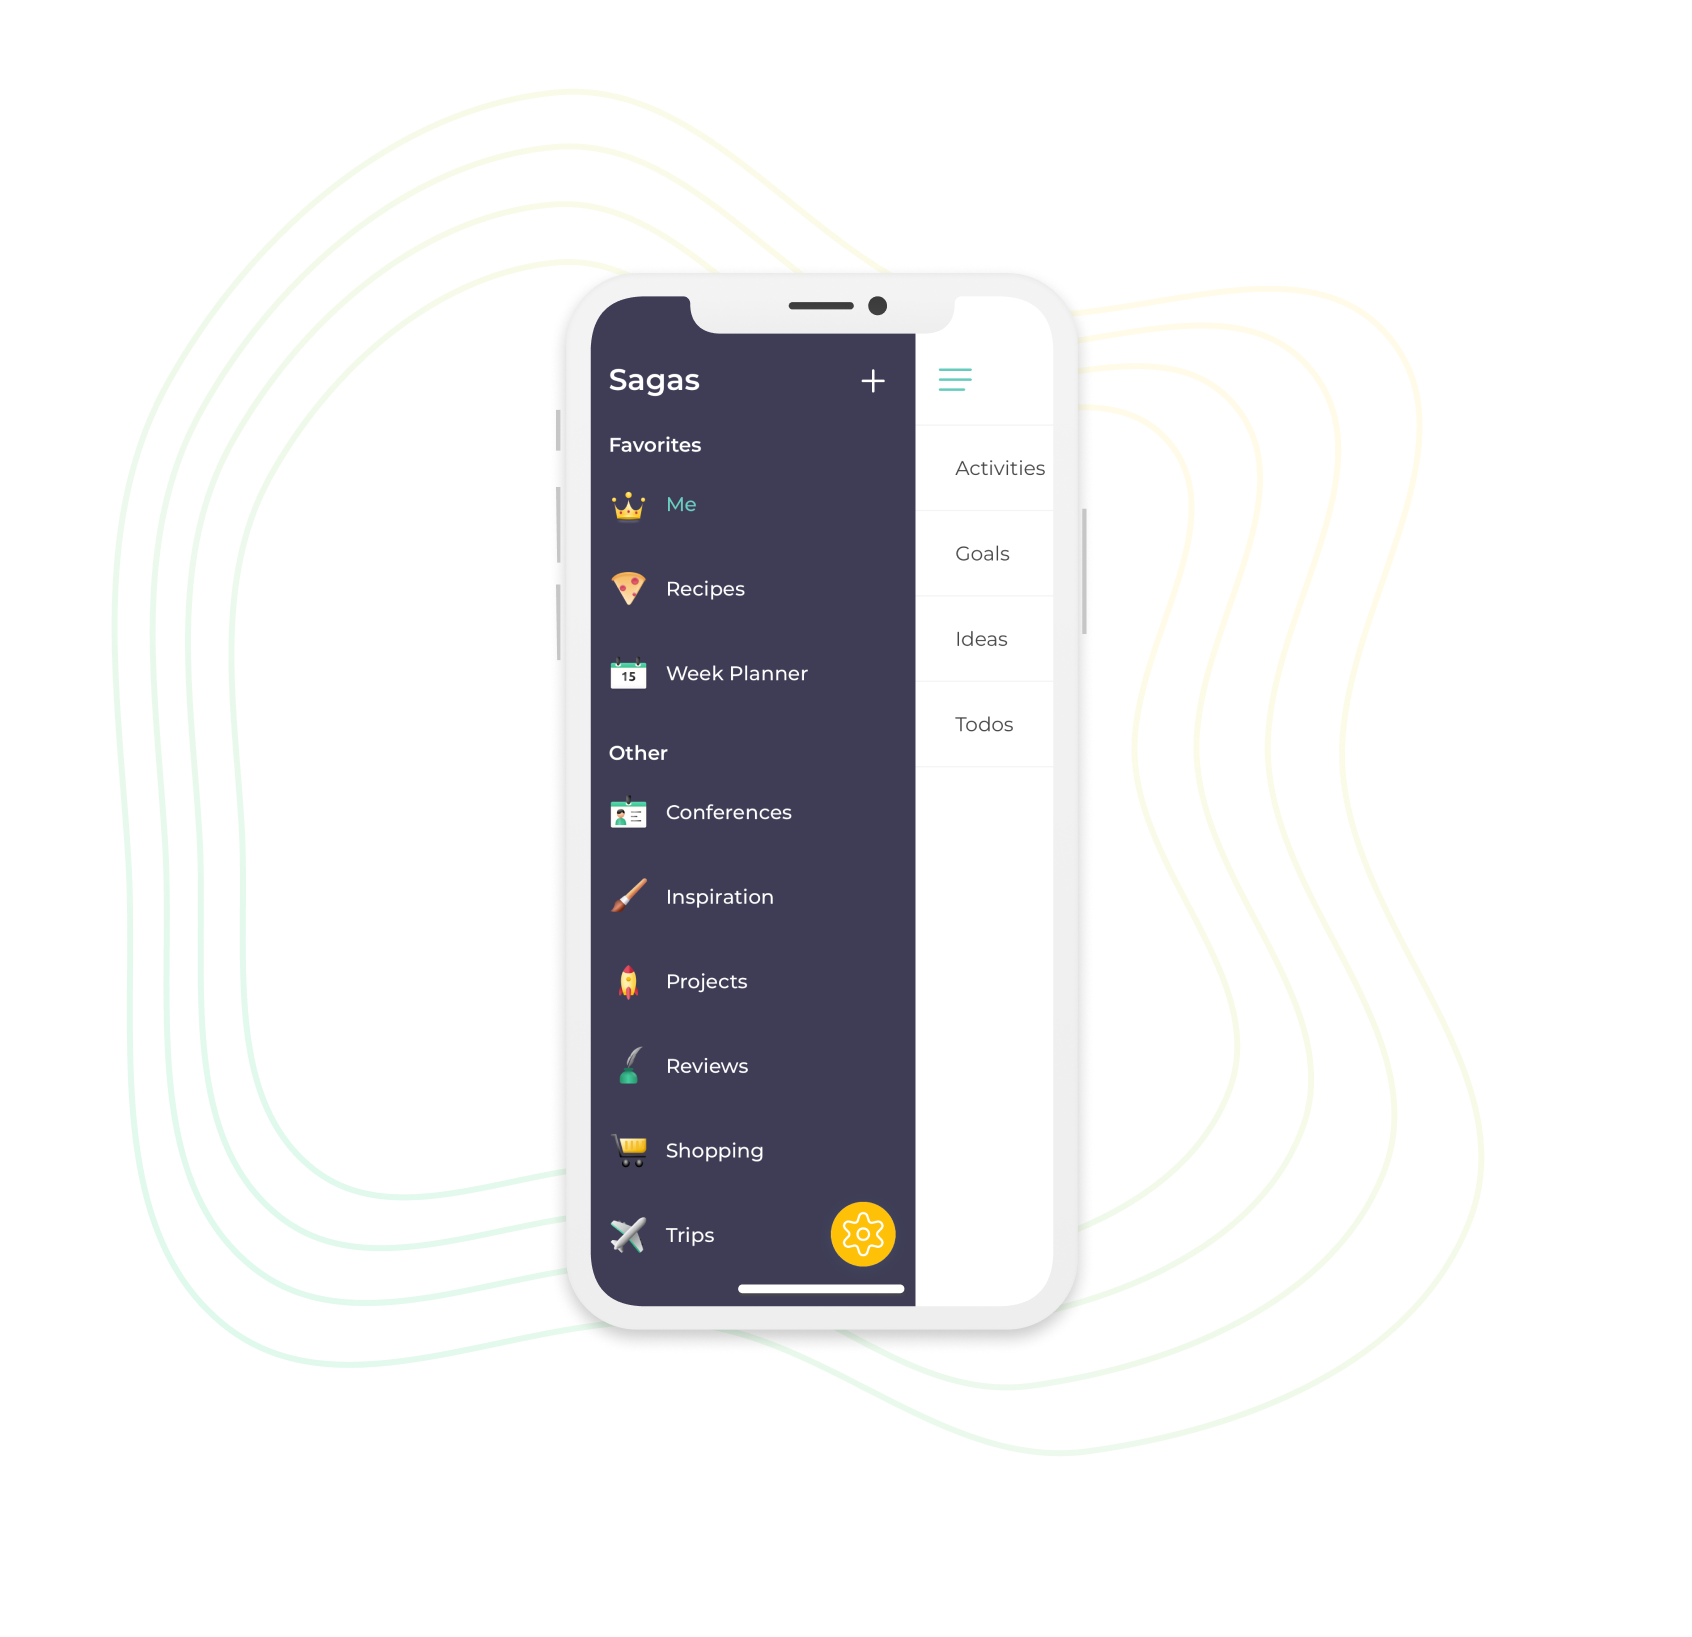 Sagas
Favorites
Me
Recipes
15
Week Planner
Other
Conferences
Inspiration
Projects
Reviews
Shopping
Trips
Activities
Goals
Ideas
Todos